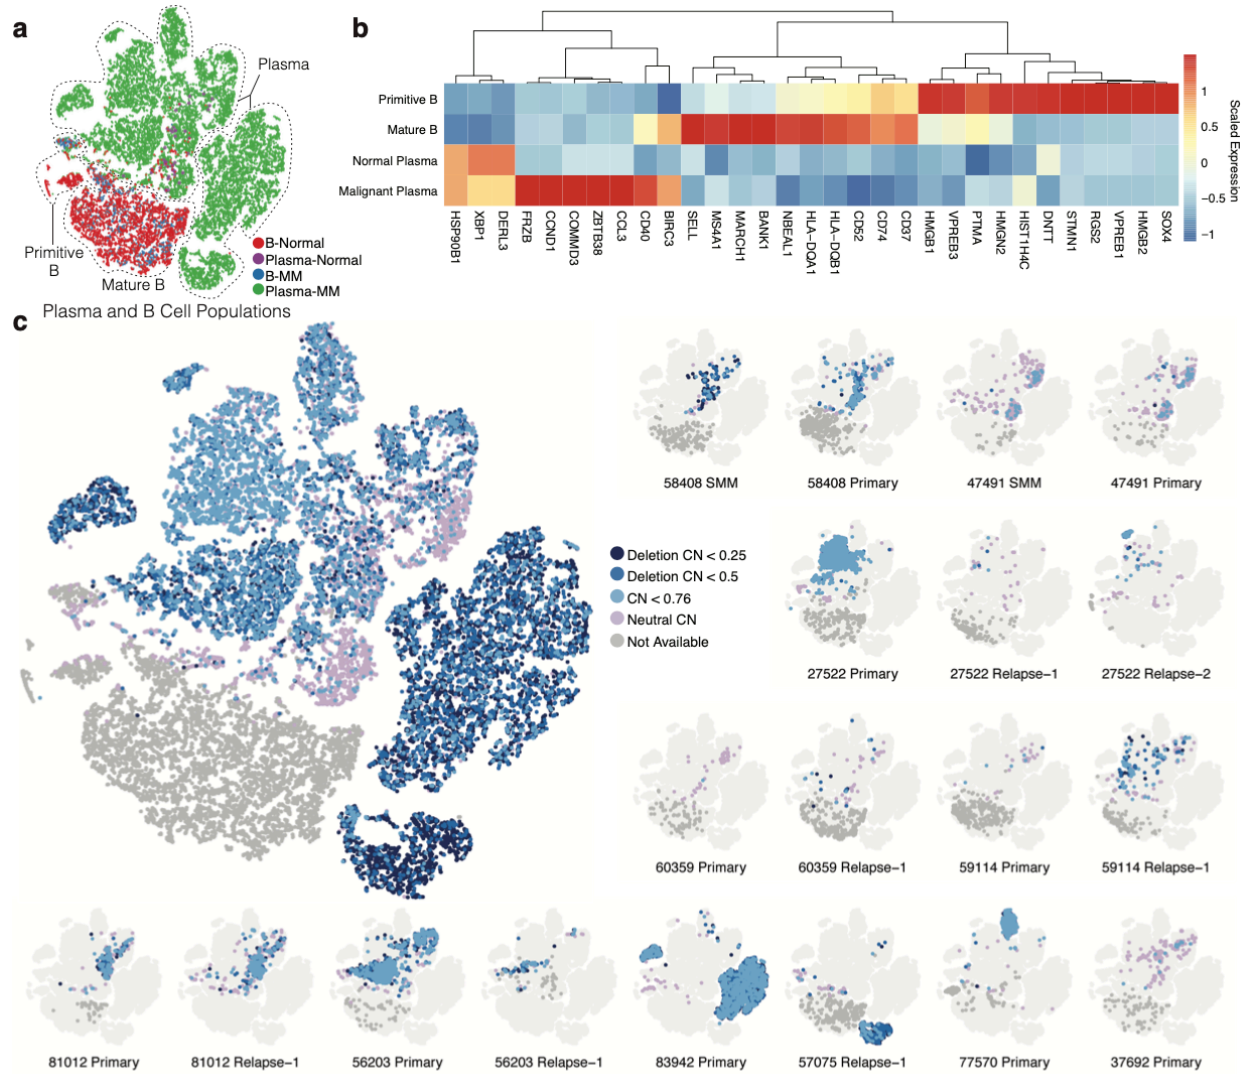 a
Plasma
Primitive
B
Mature B
B-Normal
Plasma-Normal
B-MM
Plasma-MM
Plasma and B Cell Populations
b
Primitive B
Mature B
Normal Plasma
Malignant Plasma
HSP90B1
XBP1
DERL3
FRZB
CCND1
COMMD3
ZBTB38
CCL3
CD40
BIRC3
SELL
MS4A1
MARCH1
BANK1
NBEAL1
HLA-DQA1
HLA-DQB1
CD52
CD74
CD37
HMGB1
VPREB3
PTMA
HMGN2
HIST1H4C
DNTT
STMN1
RGS2
VPREB1
HMGB2
SOX4
1
0.5
0
−0.5
−1
Scaled Expression
c
Deletion CN < 0.25
Deletion CN < 0.5
CN < 0.76
Neutral CN
Not Available
58408 SMM
58408 Primary
47491 SMM
47491 Primary
27522 Primary
27522 Relapse−1
27522 Relapse−2
60359 Primary
60359 Relapse−1
59114 Primary
59114 Relapse−1
81012 Primary
81012 Relapse−1
56203 Primary
56203 Relapse−1
83942 Primary
57075 Relapse−1
77570 Primary
37692 Primary